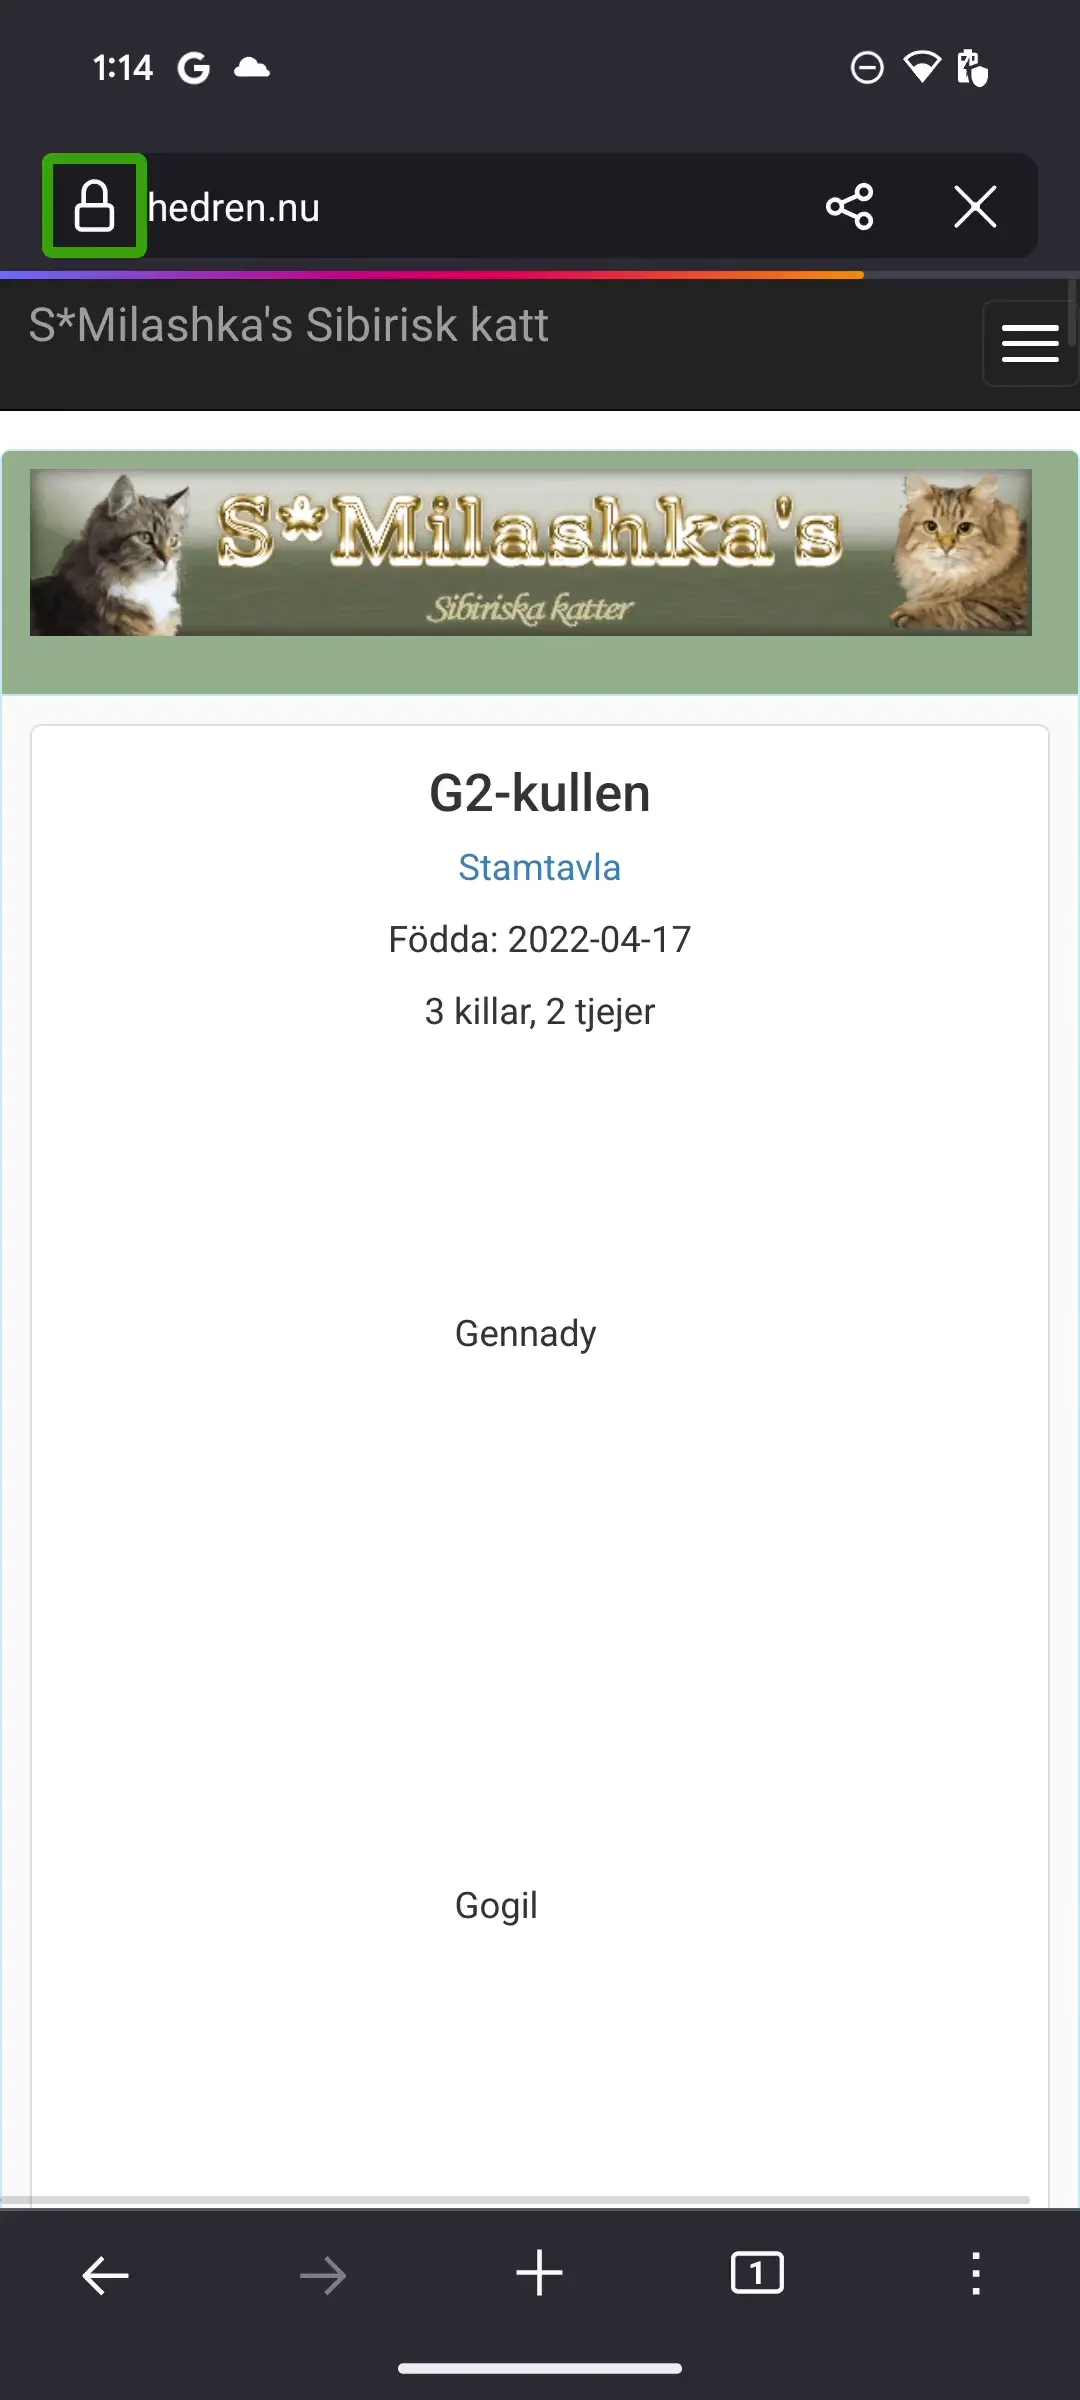 1:14
hedren.nu
S*Milashka's Sibirisk katt
S*Milashka's
Sibiriska katter
G2-kullen
Stamtavla
Födda: 2022-04-17
3 killar, 2 tjejer
Gennady
Gogil
1